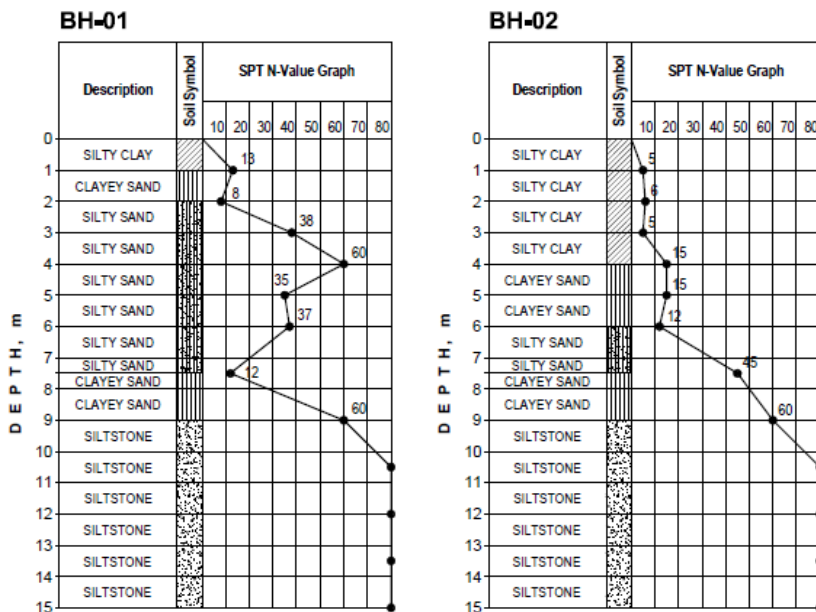 BH-01
Description
Soil Symbol
SPT N-Value Graph
10 20 30 40 50 60 70 80
DEPTH, m
0
SILTY CLAY
13
1
CLAYEY SAND
8
2
SILTY SAND
38
3
SILTY SAND
60
4
SILTY SAND
35
5
SILTY SAND
37
6
SILTY SAND
7
SILTY SAND
12
CLAYEY SAND
8
CLAYEY SAND
60
9
SILTSTONE
10
SILTSTONE
11
SILTSTONE
12
SILTSTONE
13
SILTSTONE
14
SILTSTONE
15
BH-02
Description
Soil Symbol
SPT N-Value Graph
10 20 30 40 50 60 70 80
DEPTH, m
0
SILTY CLAY
5
1
SILTY CLAY
6
2
SILTY CLAY
5
3
SILTY CLAY
15
4
CLAYEY SAND
15
5
CLAYEY SAND
12
6
SILTY SAND
7
SILTY SAND
45
CLAYEY SAND
8
CLAYEY SAND
60
9
SILTSTONE
10
SILTSTONE
11
SILTSTONE
12
SILTSTONE
13
SILTSTONE
14
SILTSTONE
15